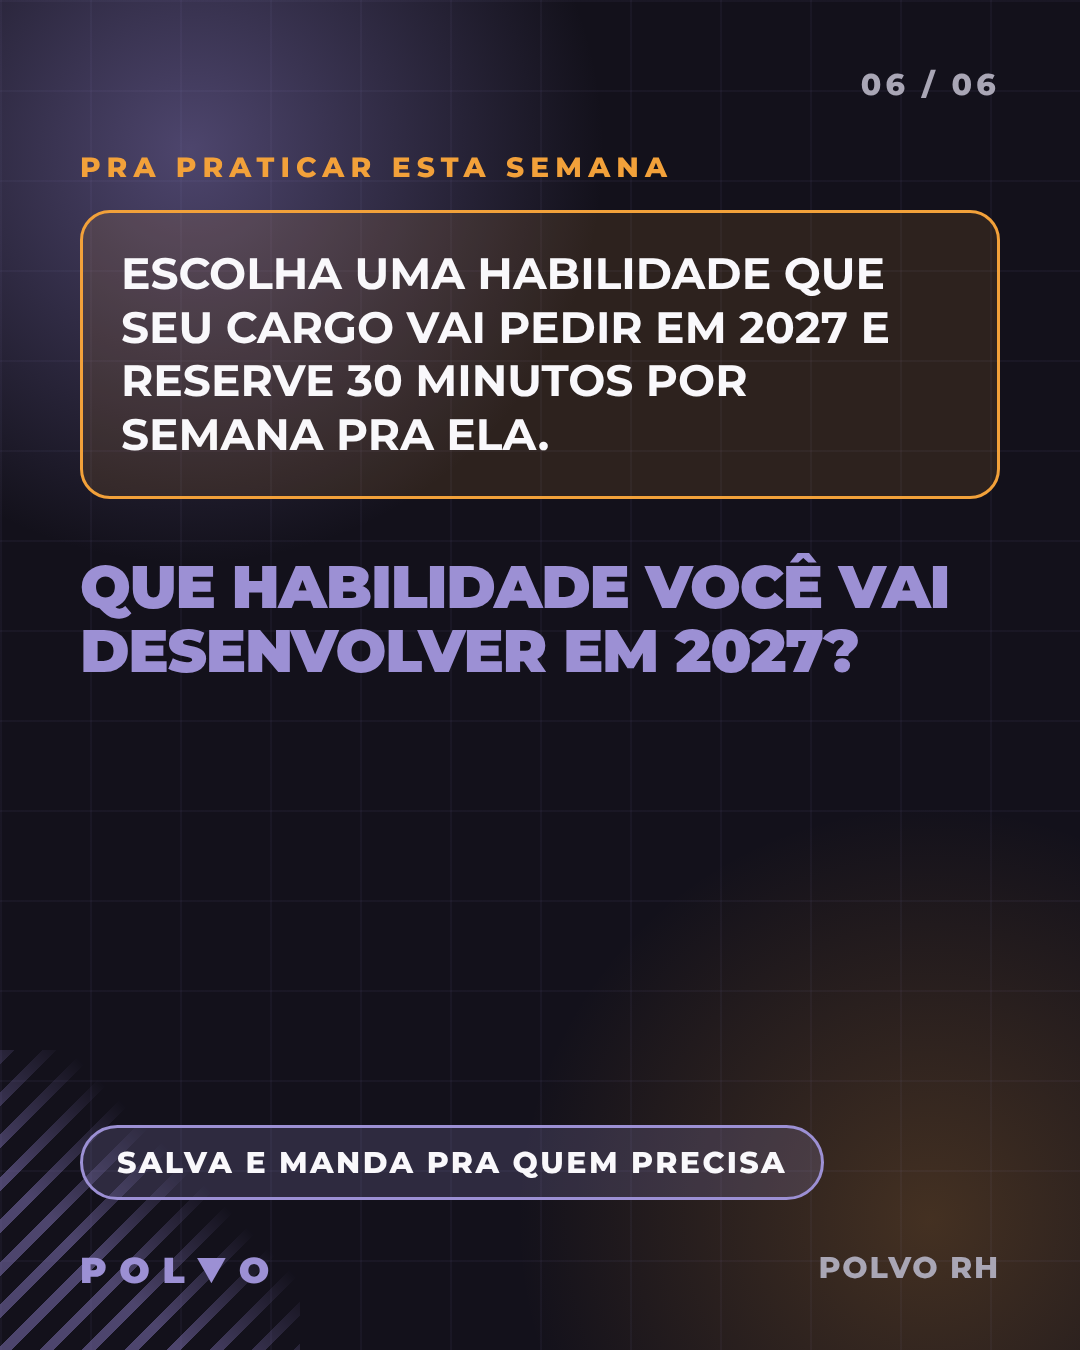 06 / 06
PRA PRATICAR ESTA SEMANA
ESCOLHA UMA HABILIDADE QUE
SEU CARGO VAI PEDIR EM 2027 E
RESERVE 30 MINUTOS POR
SEMANA PRA ELA.
QUE HABILIDADE VOCÊ VAI
DESENVOLVER EM 2027?
SALVA E MANDA PRA QUEM PRECISA
POLVO
POLVO RH